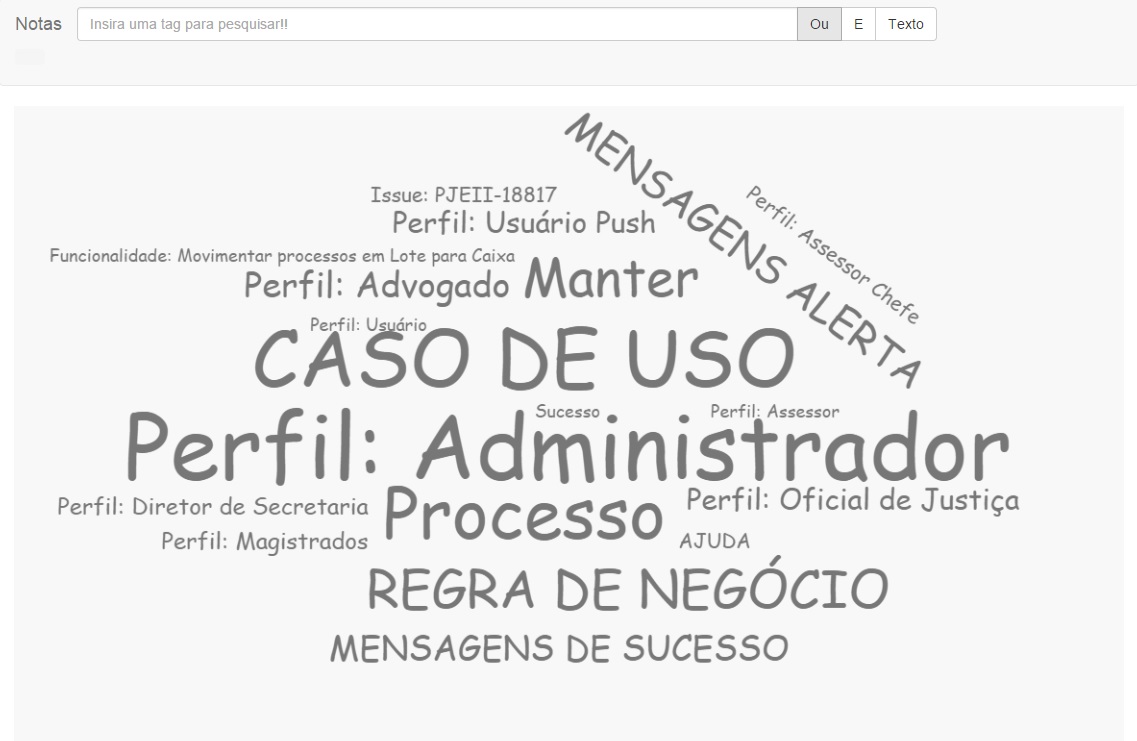 Notas Insira uma tag para pesquisar!! Ou E Texto
MENSAGENS ALERTA
Perfil: Assessor Chefe
Issue: PJEII-18817
Perfil: Usuário Push
Funcionalidade: Movimentar processos em Lote para Caixa
Perfil: Advogado
Manter
Perfil: Usuário
CASO DE USO
Sucesso
Perfil: Assessor
Perfil: Administrador
Perfil: Diretor de Secretaria
Processo
Perfil: Oficial de Justiça
Perfil: Magistrados
AJUDA
REGRA DE NEGÓCIO
MENSAGENS DE SUCESSO